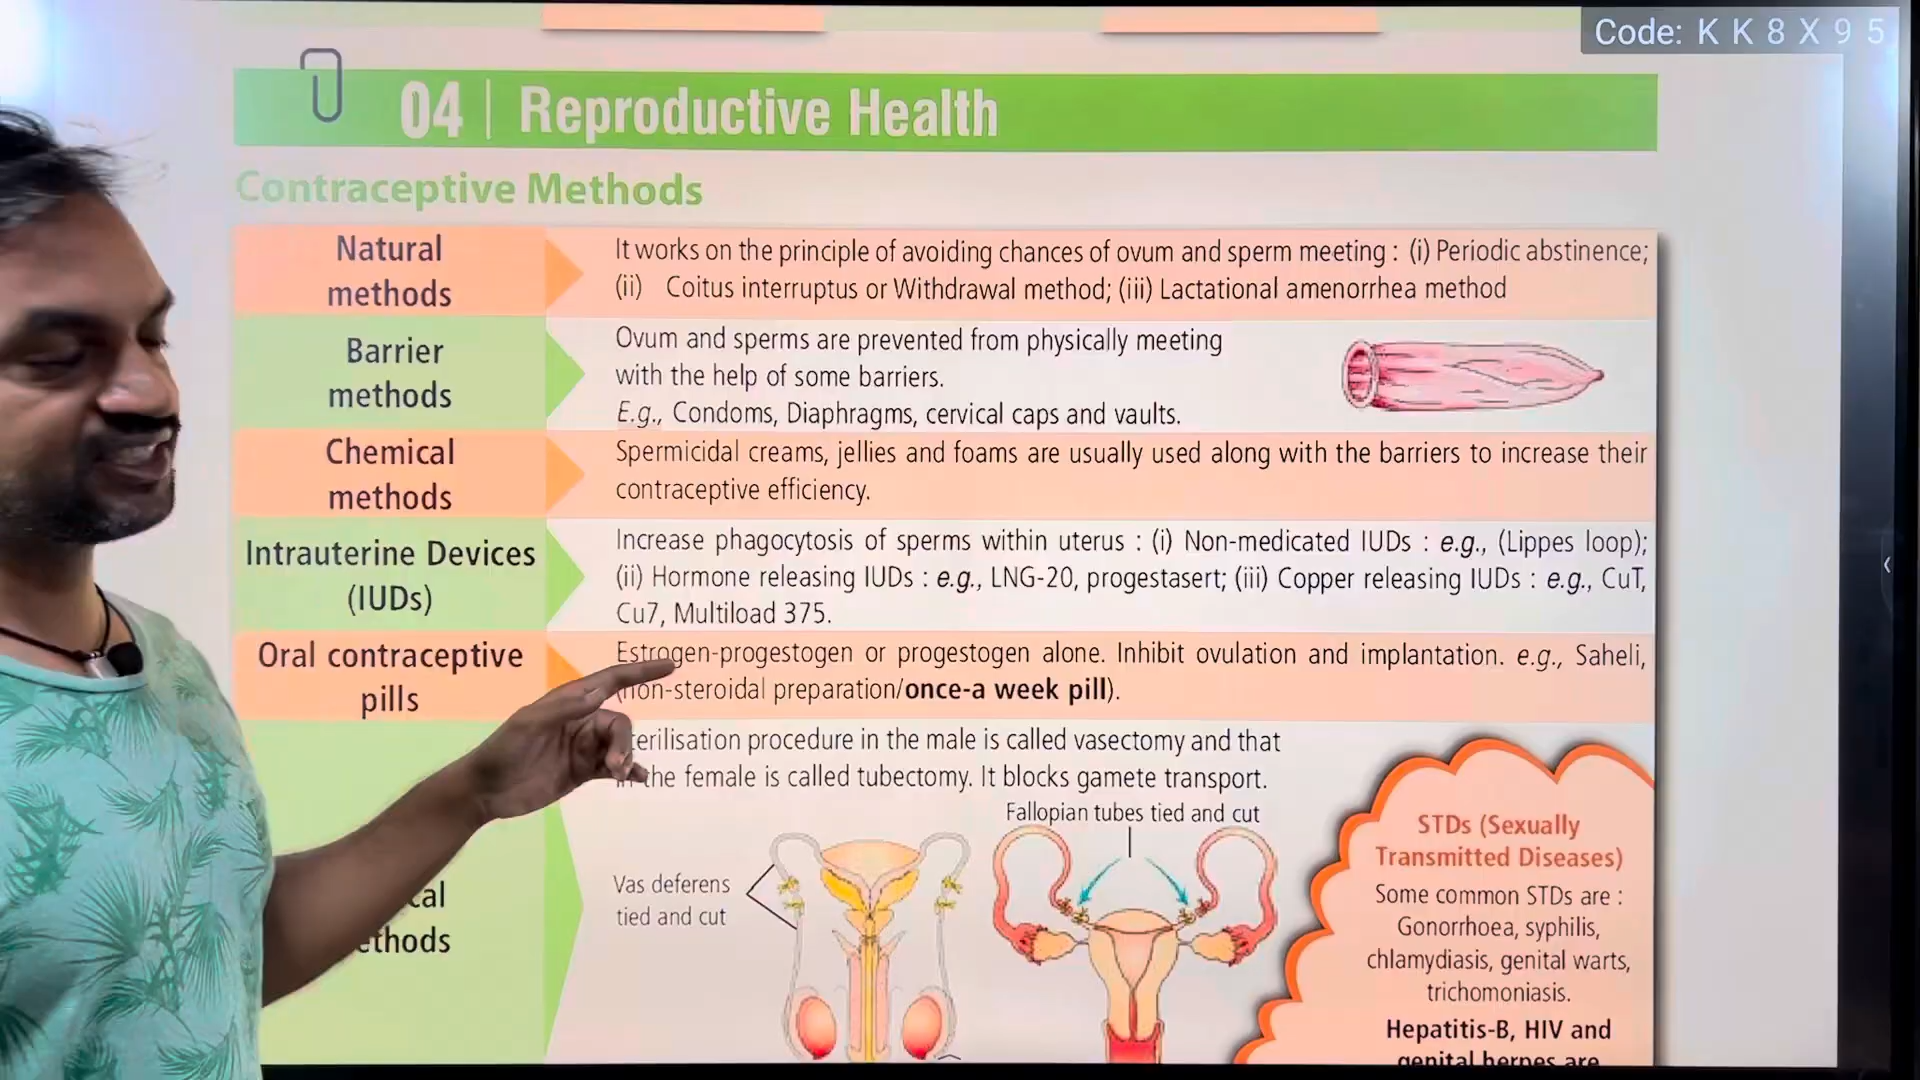 Code: K K 8 X 9 5
04 | Reproductive Health
Contraceptive Methods
Natural
methods
It works on the principle of avoiding chances of ovum and sperm meeting : (i) Periodic abstinence;
(ii) Coitus interruptus or Withdrawal method; (iii) Lactational amenorrhea method
Barrier
methods
Ovum and sperms are prevented from physically meeting
with the help of some barriers.
E.g., Condoms, Diaphragms, cervical caps and vaults.
Chemical
methods
Spermicidal creams, jellies and foams are usually used along with the barriers to increase their
contraceptive efficiency.
Intrauterine Devices
(IUDs)
Increase phagocytosis of sperms within uterus : (i) Non-medicated IUDs : e.g., (Lippes loop);
(ii) Hormone releasing IUDs : e.g., LNG-20, progestasert; (iii) Copper releasing IUDs : e.g., CuT,
Cu7, Multiload 375.
Oral contraceptive
pills
Estrogen-progestogen or progestogen alone. Inhibit ovulation and implantation. e.g., Saheli,
(non-steroidal preparation/once-a week pill).
terilisation procedure in the male is called vasectomy and that
in the female is called tubectomy. It blocks gamete transport.
Fallopian tubes tied and cut
Vas deferens
tied and cut
cal
ethods
STDs (Sexually
Transmitted Diseases)
Some common STDs are :
Gonorrhoea, syphilis,
chlamydiasis, genital warts,
trichomoniasis.
Hepatitis-B, HIV and
genital herpes are